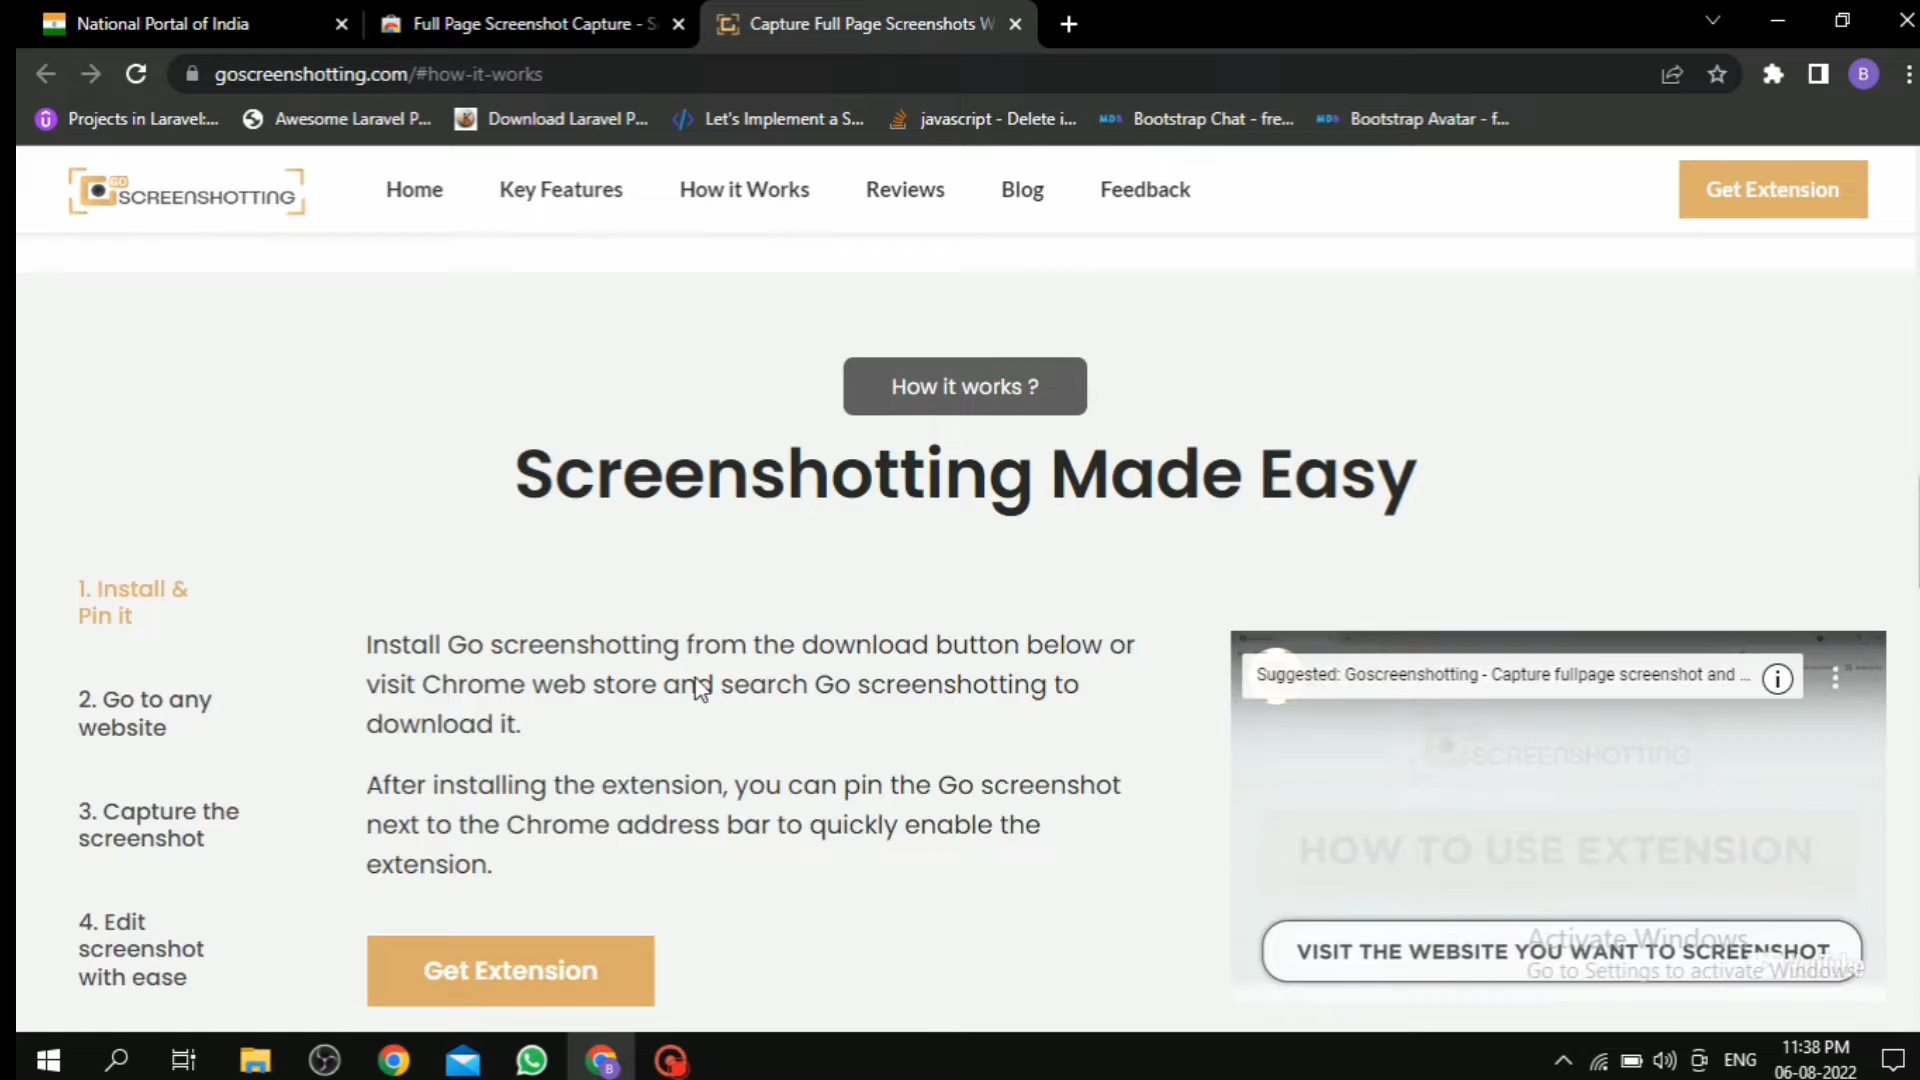 National Portal of India
Full Page Screenshot Capture - S
Capture Full Page Screenshots W
goscreenshotting.com/#how-it-works
B
Projects in Laravel:...
Awesome Laravel P...
Download Laravel P...
Let's Implement a S...
javascript - Delete i...
Bootstrap Chat - fre...
Bootstrap Avatar - f...
GO SCREENSHOTTING
Home
Key Features
How it Works
Reviews
Blog
Feedback
Get Extension
How it works ?
Screenshotting Made Easy
1. Install &
Pin it
2. Go to any
website
3. Capture the
screenshot
4. Edit
screenshot
with ease
Install Go screenshotting from the download button below or
visit Chrome web store and search Go screenshotting to
download it.
After installing the extension, you can pin the Go screenshot
next to the Chrome address bar to quickly enable the
extension.
Get Extension
Suggested: Goscreenshotting - Capture fullpage screenshot and ...
SCREENSHOTTING
HOW TO USE EXTENSION
VISIT THE WEBSITE YOU WANT TO SCREENSHOT
Activate Windows
Go to Settings to activate Windows.
ENG
11:38 PM
06-08-2022